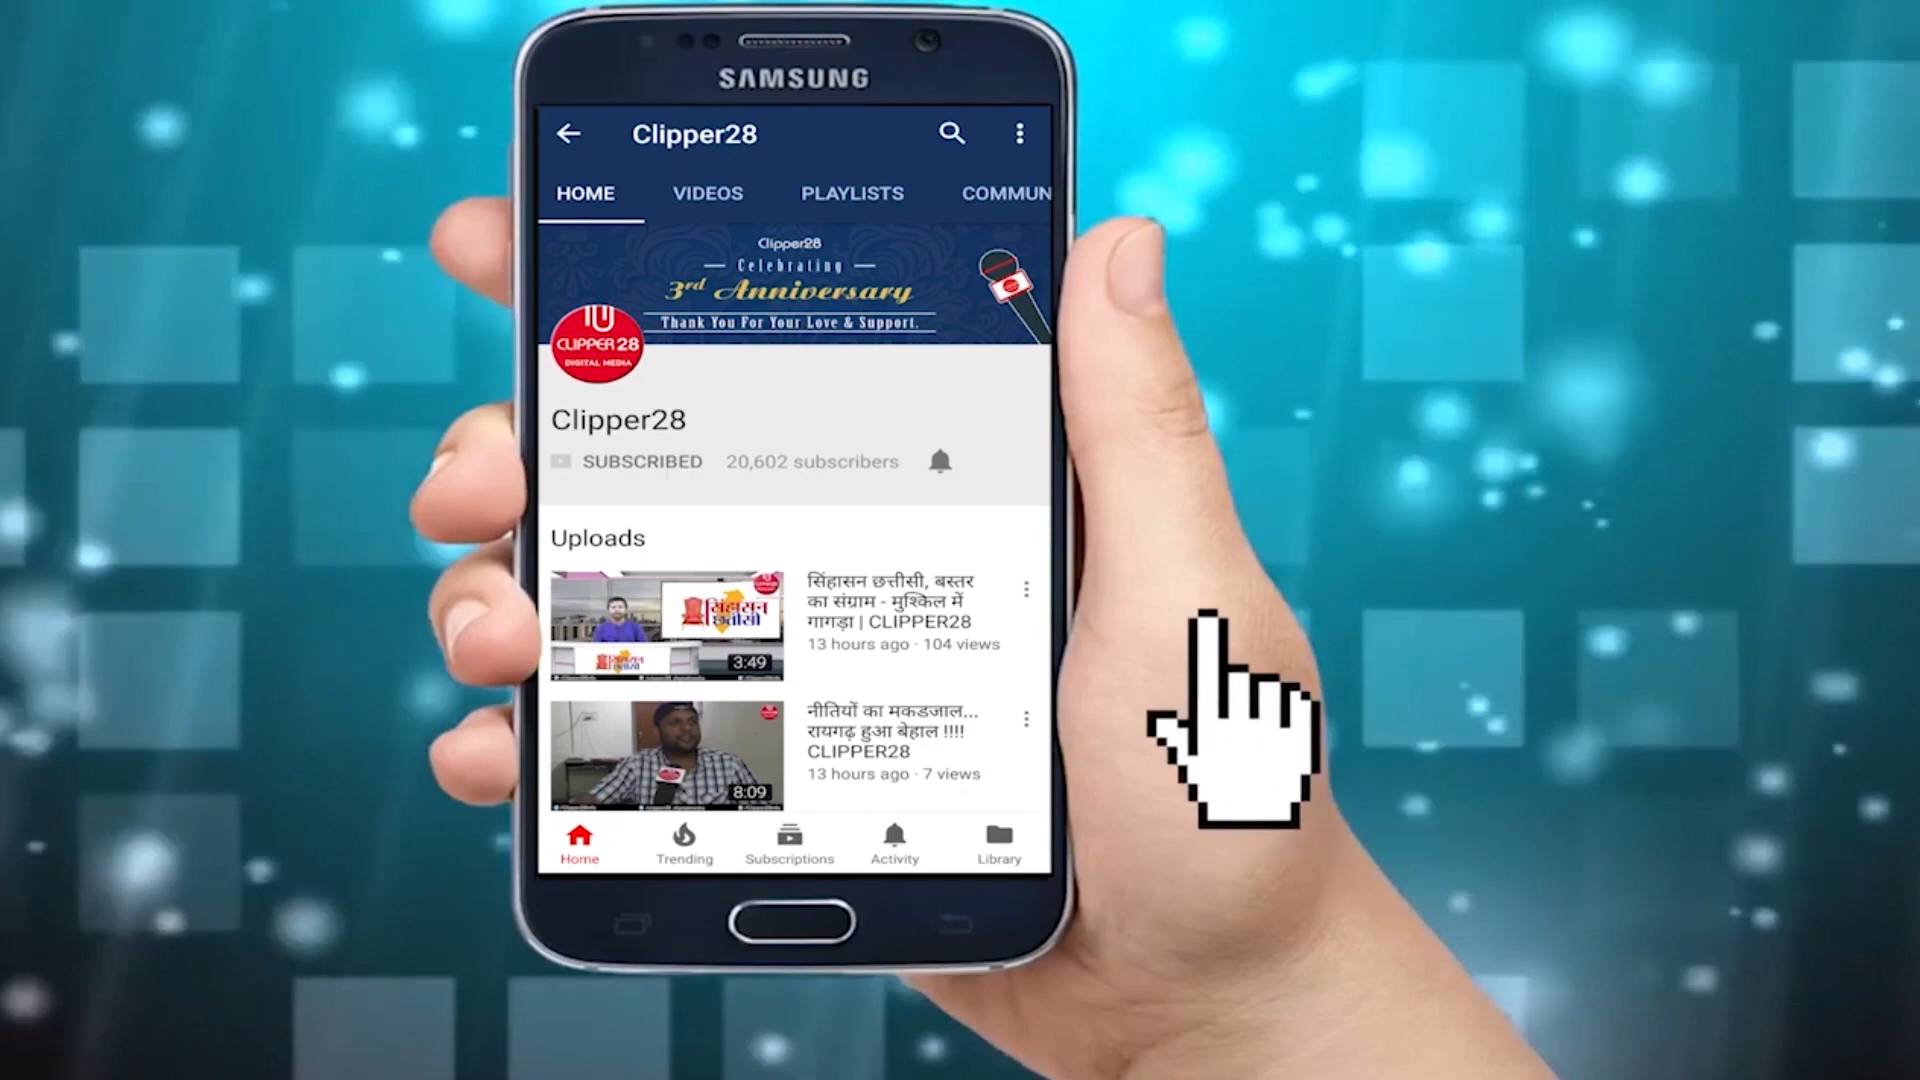 SAMSUNG
Clipper28
HOME VIDEOS PLAYLISTS COMMUN
Clipper28
Celebrating
3rd Anniversary
Thank You For Your Love & Support.
CLIPPER 28
DIGITAL MEDIA
Clipper28
SUBSCRIBED 20,602 subscribers
Uploads
सिंहासन छत्तीसी, बस्तर
का संग्राम - मुश्किल में
गागड़ा | CLIPPER28
13 hours ago · 104 views
सिंहासन
छत्तीसी
3:49
नीतियों का मकडजाल...
रायगढ़ हुआ बेहाल !!!!
CLIPPER28
13 hours ago · 7 views
8:09
Home Trending Subscriptions Activity Library